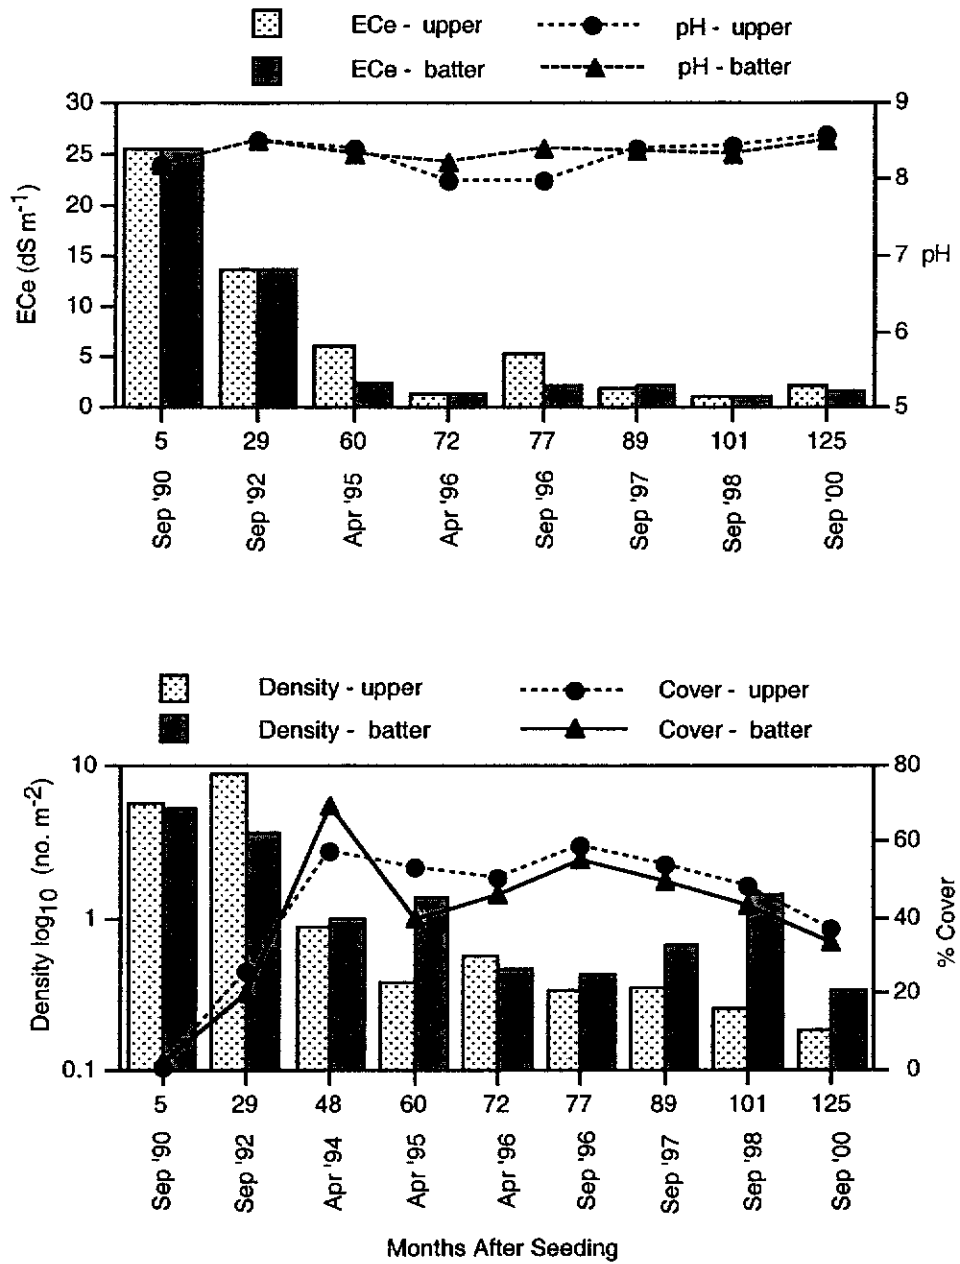 ECe - upper pH - upper
ECe - batter pH - batter
30 9
25 8
20
15 7
10
6
5
0 5
ECe (dS m-1)
pH
5 29 60 72 77 89 101 125
Sep '90 Sep '92 Apr '95 Apr '96 Sep '96 Sep '97 Sep '98 Sep '00
Density - upper Cover - upper
Density - batter Cover - batter
10 80
60
1 40
20
0.1 0
Density log10 (no. m-2)
% Cover
5 29 48 60 72 77 89 101 125
Sep '90 Sep '92 Apr '94 Apr '95 Apr '96 Sep '96 Sep '97 Sep '98 Sep '00
Months After Seeding